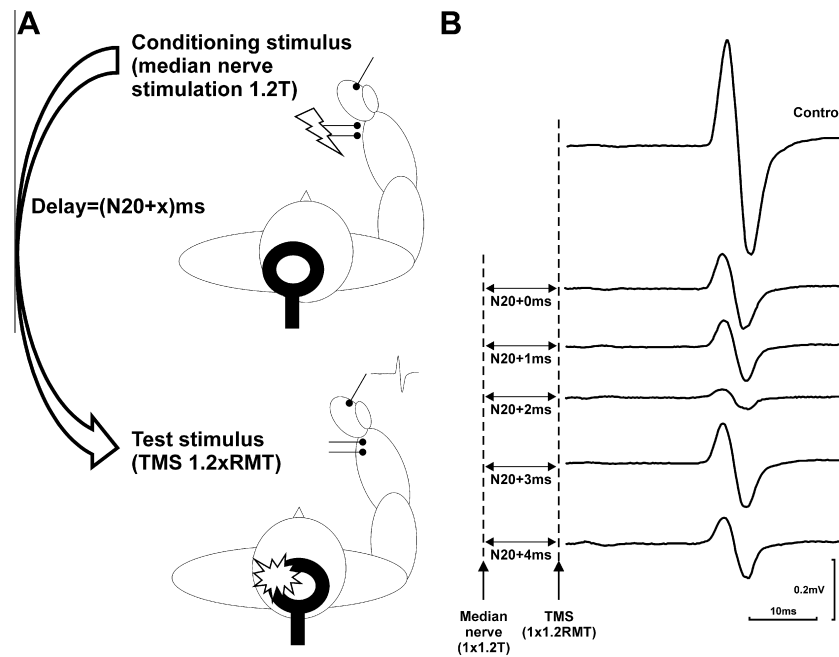 A
Conditioning stimulus
(median nerve
stimulation 1.2T)
Delay=(N20+x)ms
Test stimulus
(TMS 1.2xRMT)
B
Contro
N20+0ms
N20+1ms
N20+2ms
N20+3ms
N20+4ms
0.2mV
10ms
Median
nerve
(1x1.2T)
TMS
(1x1.2RMT)